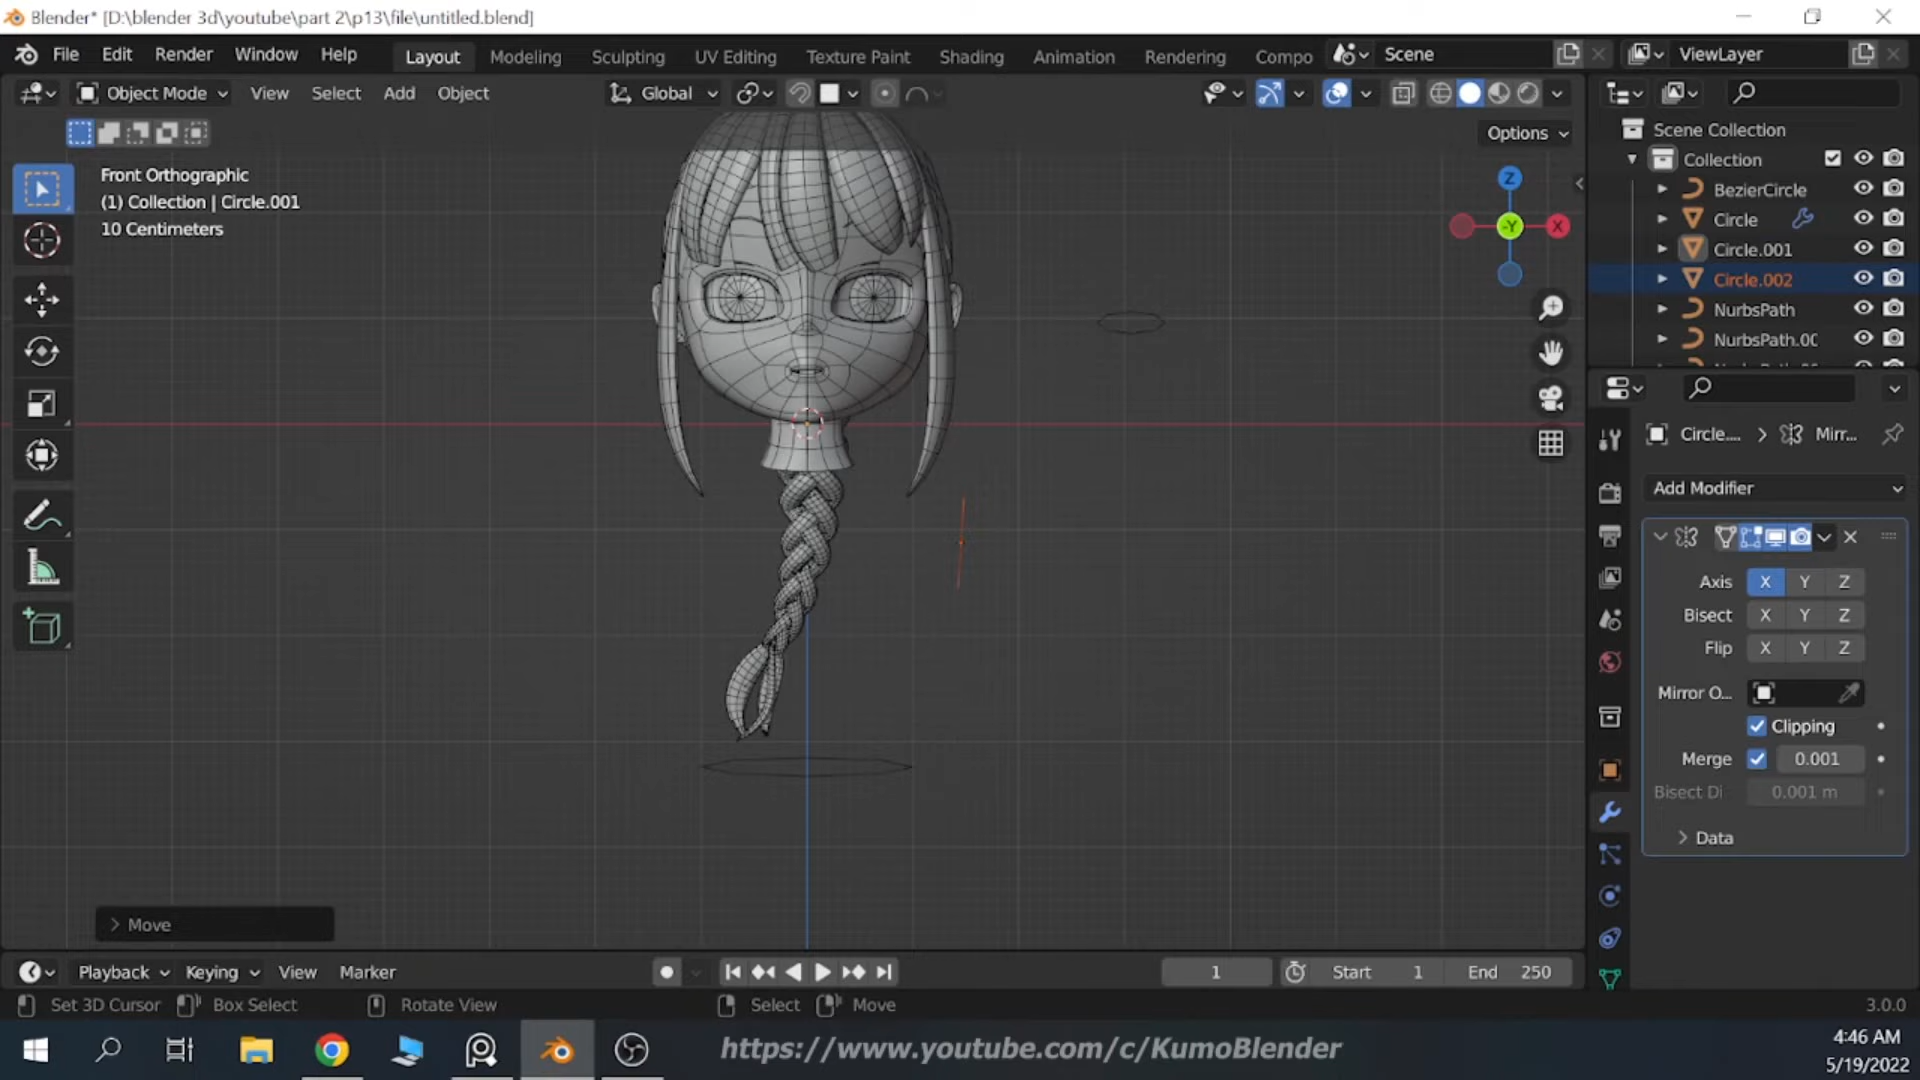 Blender* [D:\blender 3d\youtube\part 2\p13\file\untitled.blend]
File Edit Render Window Help Layout Modeling Sculpting UV Editing Texture Paint Shading Animation Rendering Compo Scene ViewLayer
Object Mode View Select Add Object Global
Options
Front Orthographic
(1) Collection | Circle.001
10 Centimeters
Z
-Y
X
Scene Collection
Collection
BezierCircle
Circle
Circle.001
Circle.002
NurbsPath
NurbsPath.00
Circle.... Mirr...
Add Modifier
Axis X Y Z
Bisect X Y Z
Flip X Y Z
Mirror O...
Clipping
Merge 0.001
Bisect Di 0.001 m
Data
Move
Playback Keying View Marker 1 Start 1 End 250
Set 3D Cursor Box Select Rotate View Select Move 3.0.0
https://www.youtube.com/c/KumoBlender
4:46 AM
5/19/2022